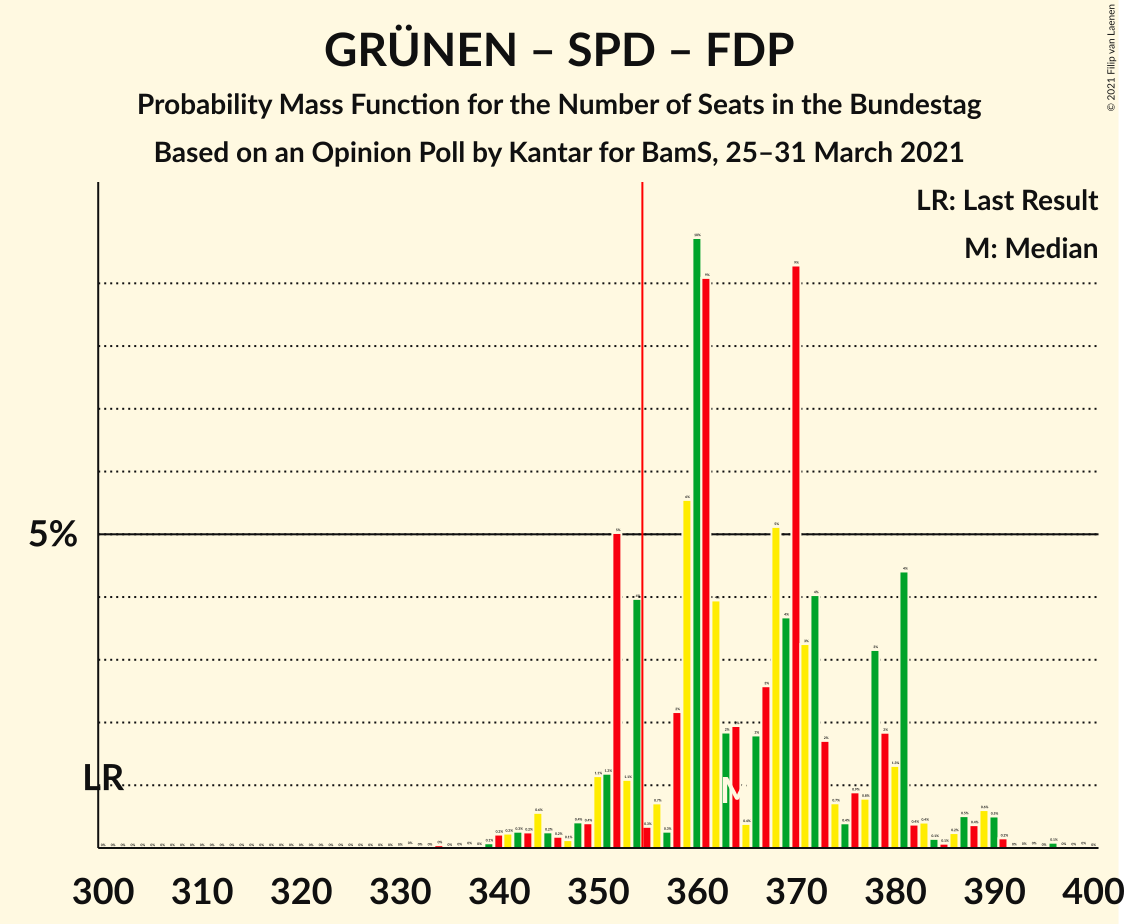 GRÜNEN – SPD – FDP
Probability Mass Function for the Number of Seats in the Bundestag
Based on an Opinion Poll by Kantar for BamS, 25–31 March 2021
© 2021 Filip van Laenen
LR: Last Result
M: Median
5%
LR
M
300 310 320 330 340 350 360 370 380 390 400